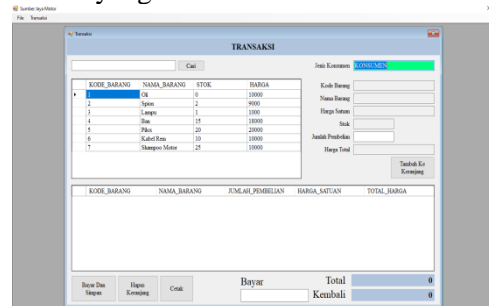 Sumber Jaya Motor
File Transaksi
Transaksi
TRANSAKSI
Cari
Jenis Konsumen KONSUMEN
KODE_BARANG NAMA_BARANG STOK HARGA
1 Oli 0 10000
2 Spion 2 9000
3 Lampu 1 1000
4 Ban 15 18000
5 Pilox 20 20000
6 Kabel Rem 10 10000
7 Shampoo Motor 25 10000
Kode Barang
Nama Barang
Harga Satuan
Stok
Jumlah Pembelian
Harga Total
Tambah Ke
Keranjang
KODE_BARANG NAMA_BARANG JUMLAH_PEMBELIAN HARGA_SATUAN TOTAL_HARGA
Bayar Dan
Simpan
Hapus
Keranjang
Cetak
Bayar
Total 0
Kembali 0